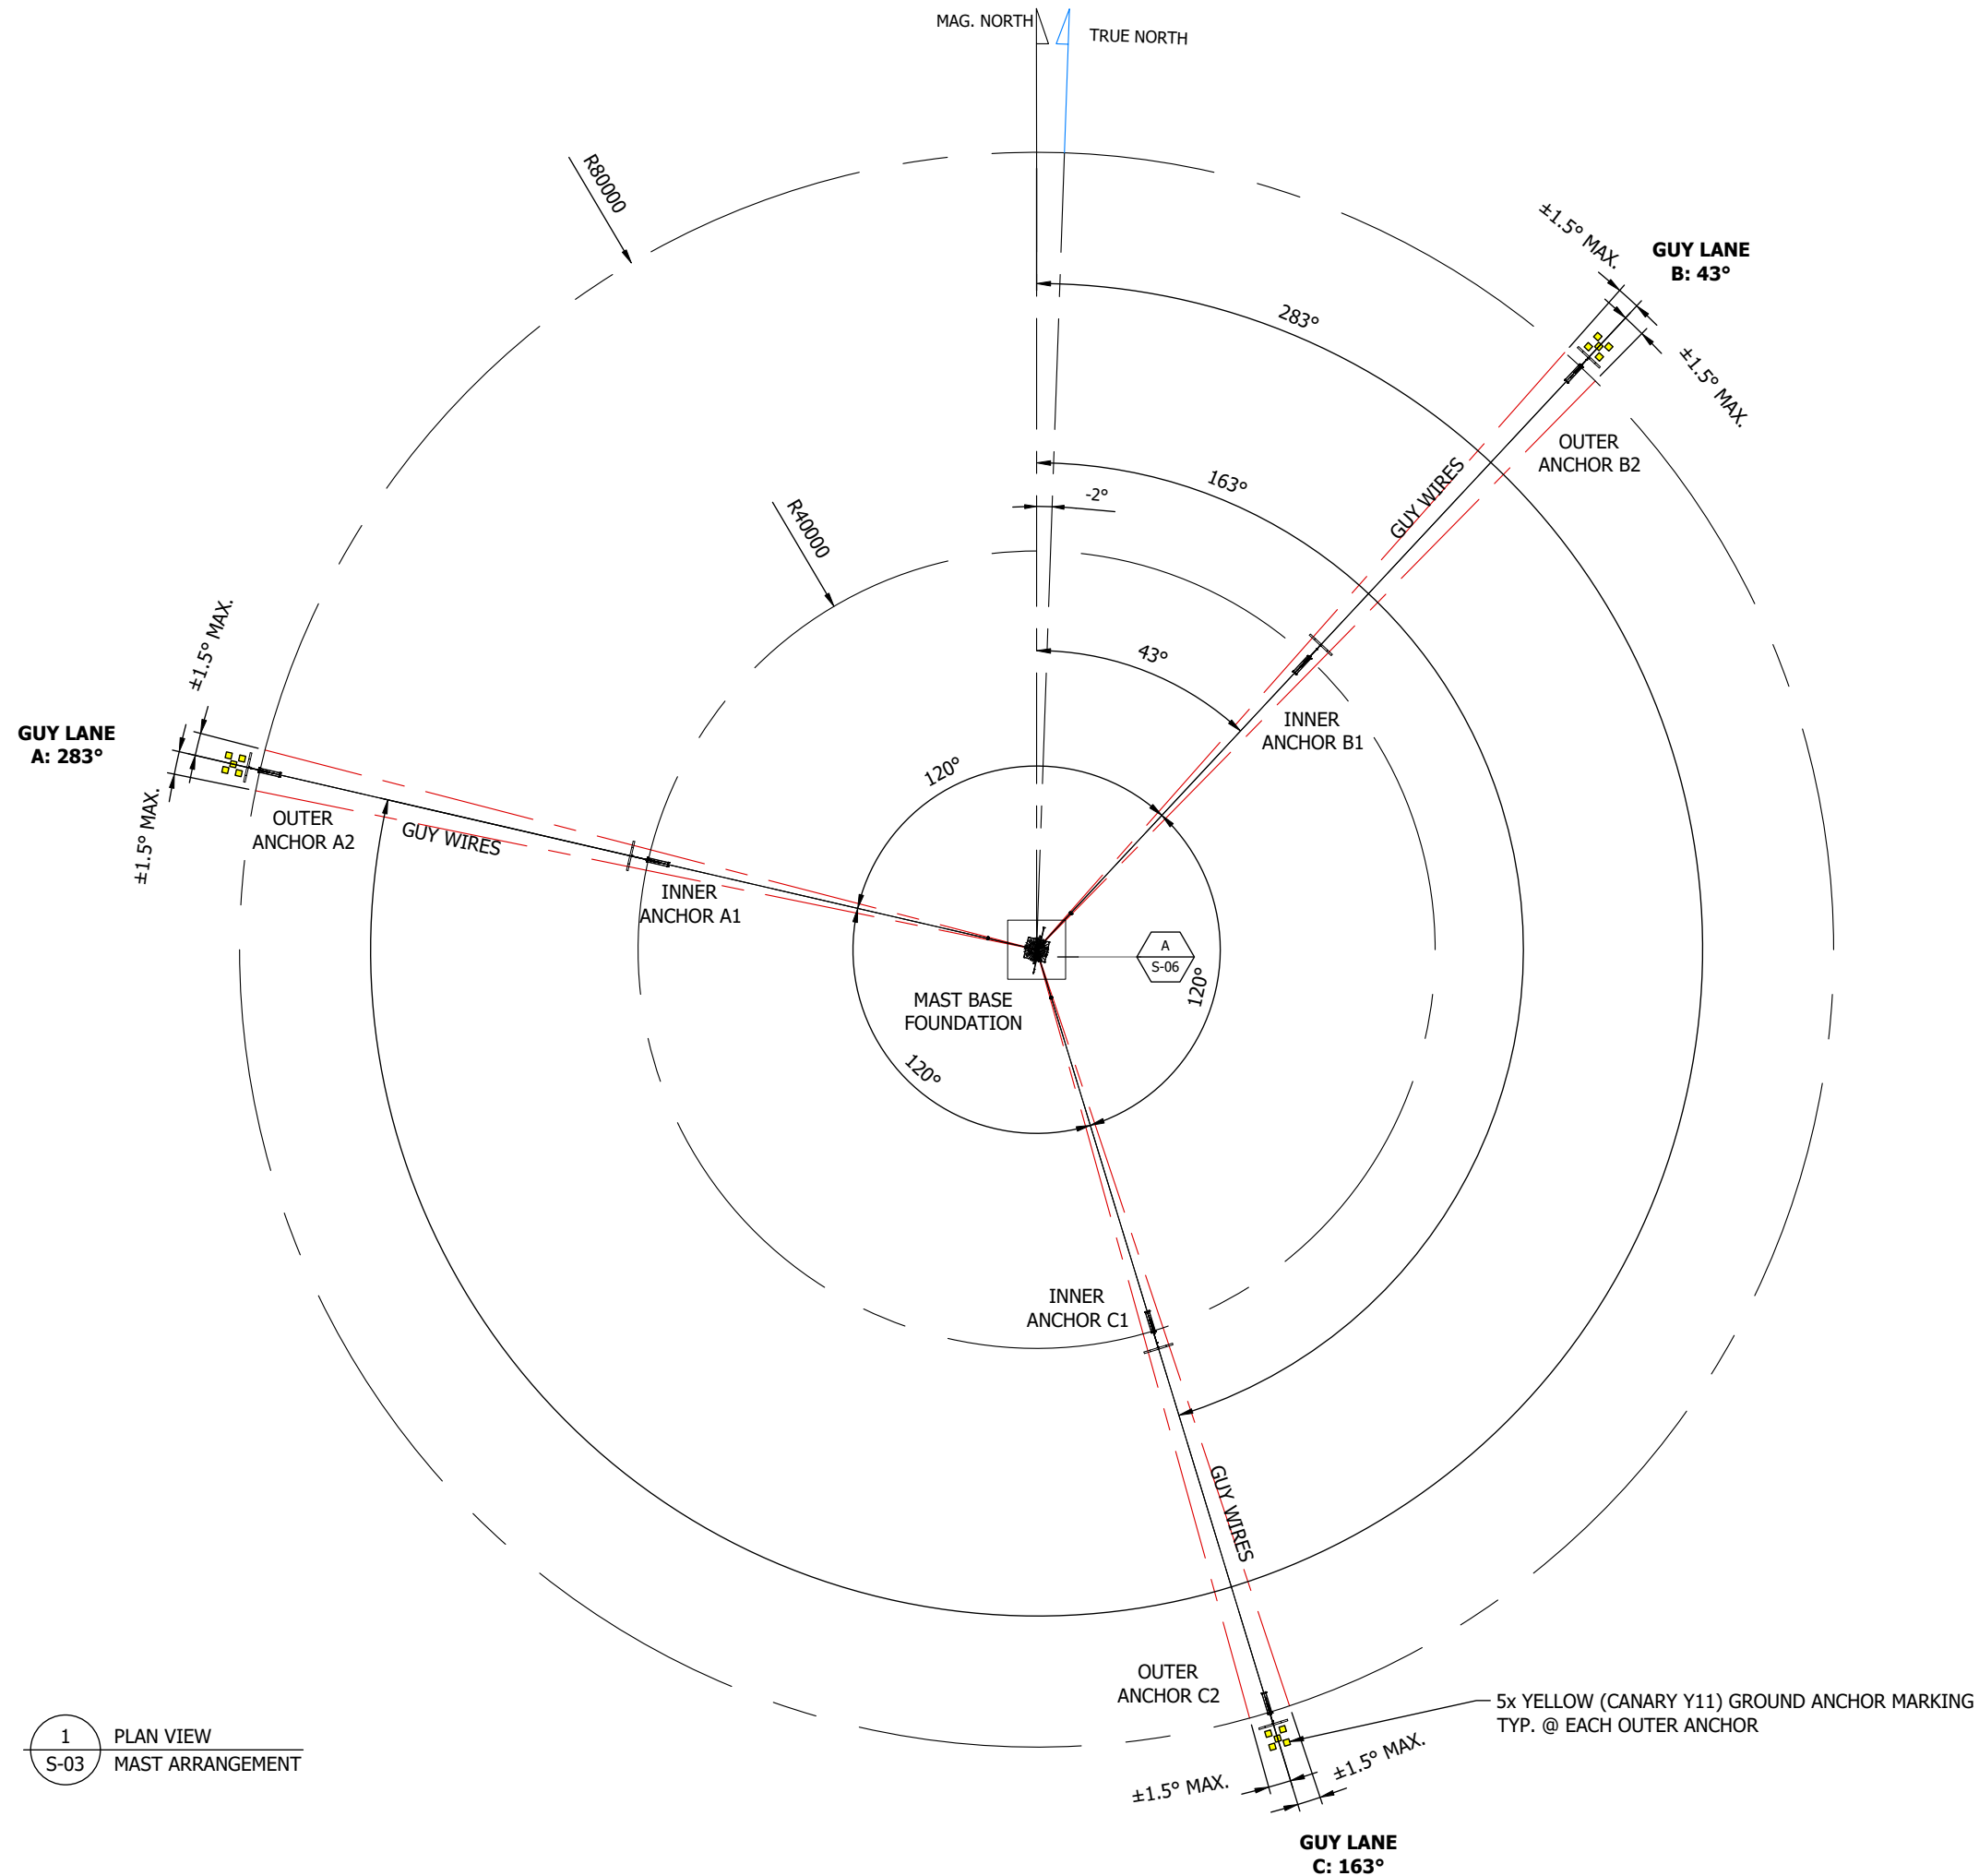 MAG. NORTH
TRUE NORTH
R80000
±1.5° MAX.
GUY LANE
B: 43°
±1.5° MAX.
283°
OUTER
ANCHOR B2
GUY WIRES
163°
-2°
R40000
±1.5° MAX.
43°
GUY LANE
A: 283°
INNER
ANCHOR B1
120°
±1.5° MAX.
OUTER
ANCHOR A2
GUY WIRES
INNER
ANCHOR A1
A
S-06
120°
MAST BASE
FOUNDATION
120°
INNER
ANCHOR C1
GUY WIRES
OUTER
ANCHOR C2
5x YELLOW (CANARY Y11) GROUND ANCHOR MARKING
TYP. @ EACH OUTER ANCHOR
1
S-03
PLAN VIEW
MAST ARRANGEMENT
±1.5° MAX.
±1.5° MAX.
GUY LANE
C: 163°